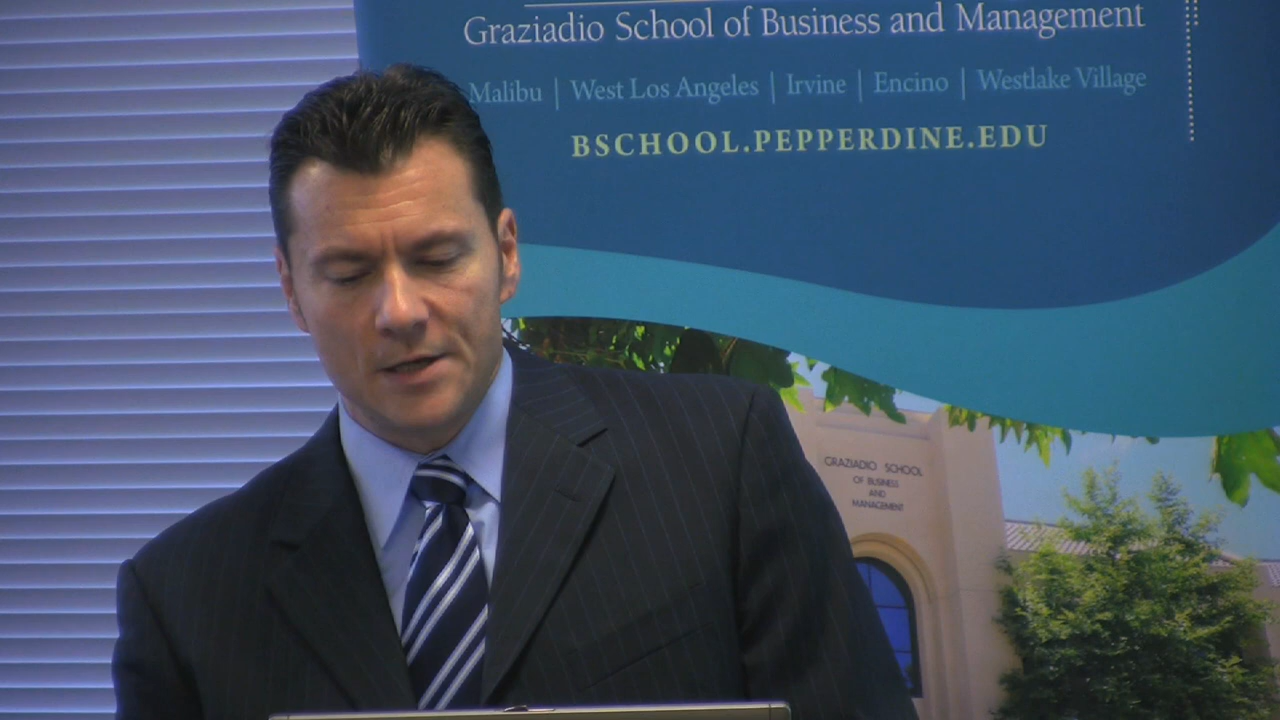 Graziadio School of Business and Management
Malibu | West Los Angeles | Irvine | Encino | Westlake Village
BSCHOOL.PEPPERDINE.EDU
GRAZIADIO SCHOOL
OF BUSINESS
AND
MANAGEMENT